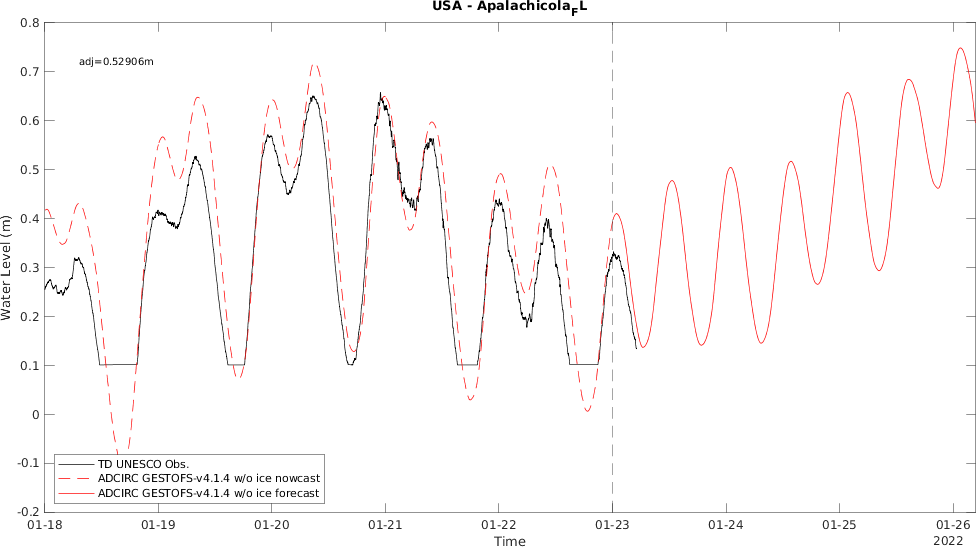 USA - ApalachicolaFL
0.8
0.7
0.6
0.5
0.4
0.3
0.2
0.1
0
-0.1
-0.2
Water Level (m)
adj=0.52906m
TD UNESCO Obs.
ADCIRC GESTOFS-v4.1.4 w/o ice nowcast
ADCIRC GESTOFS-v4.1.4 w/o ice forecast
01-18 01-19 01-20 01-21 01-22 01-23 01-24 01-25 01-26
Time 2022